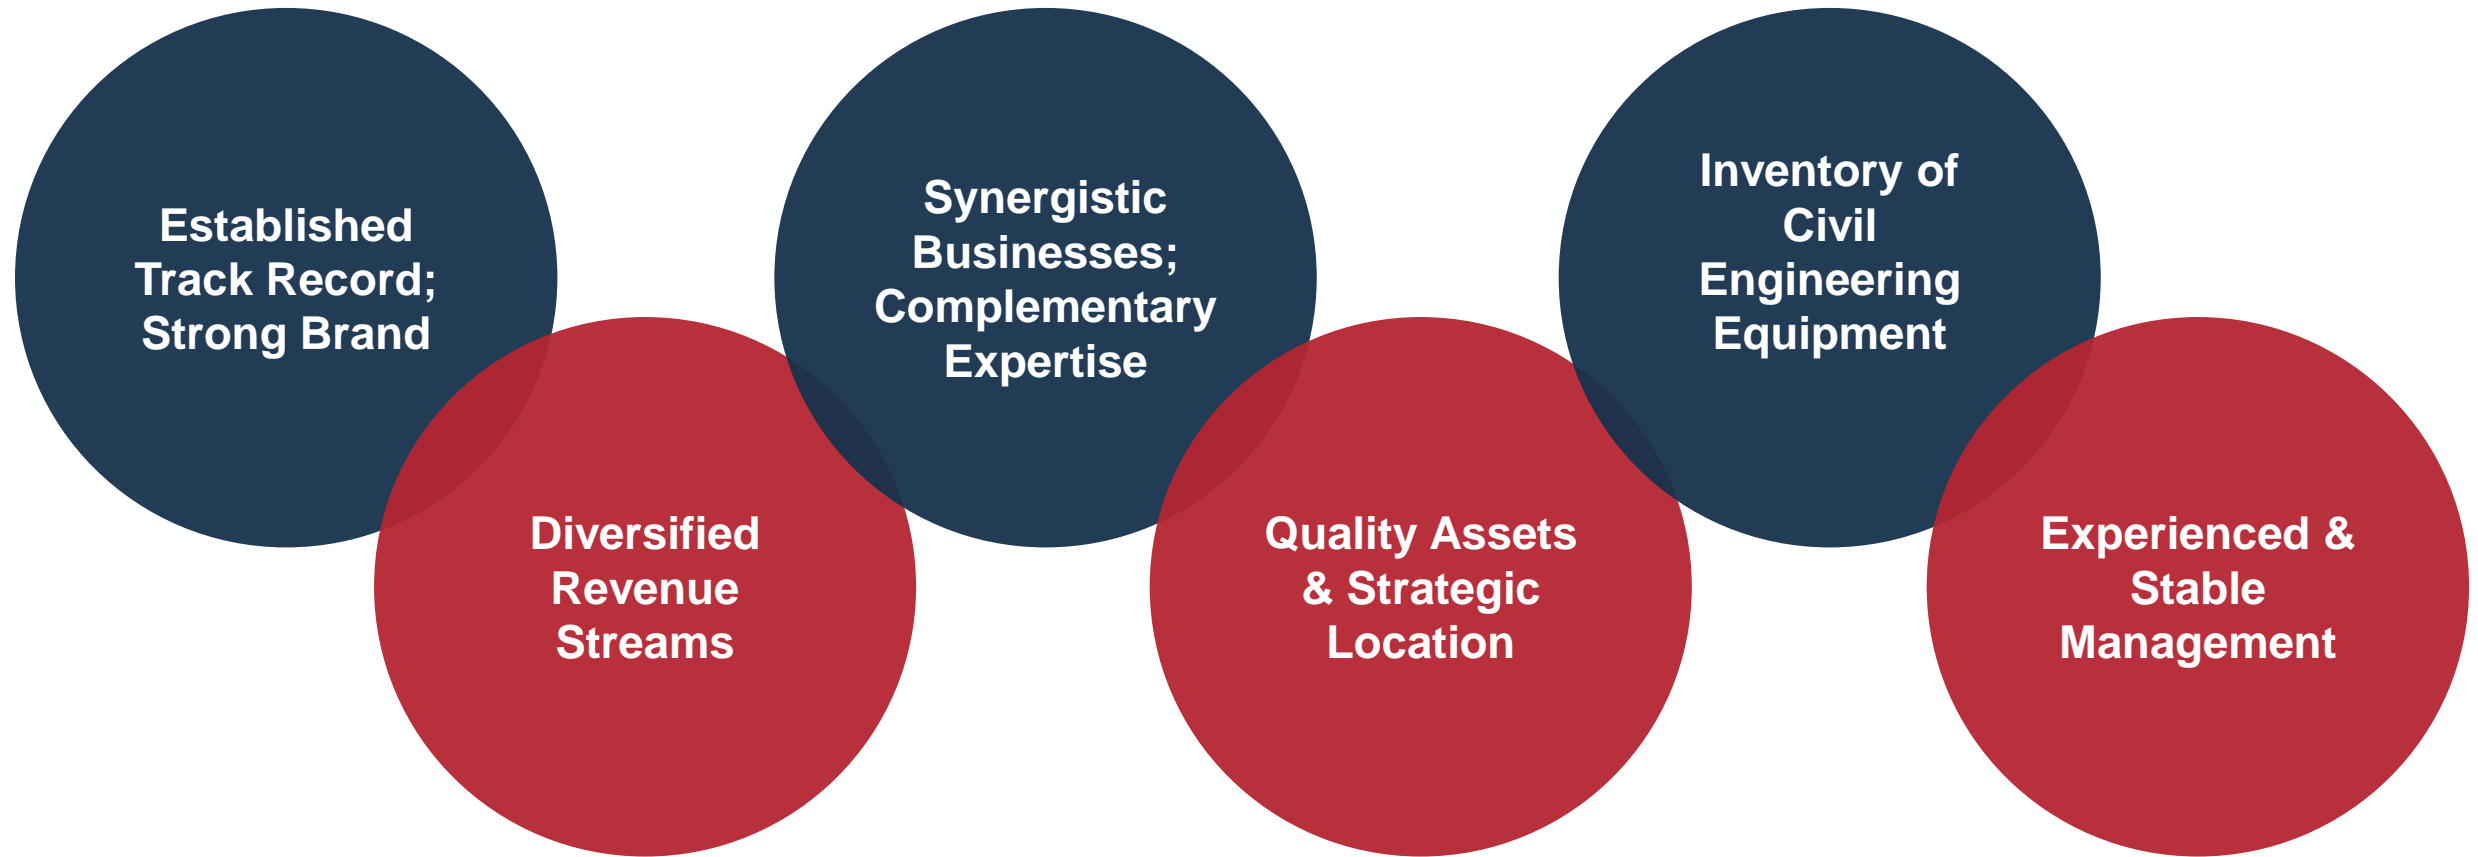 Established
Track Record;
Strong Brand
Diversified
Revenue
Streams
Synergistic
Businesses;
Complementary
Expertise
Quality Assets
& Strategic
Location
Inventory of
Civil
Engineering
Equipment
Experienced &
Stable
Management